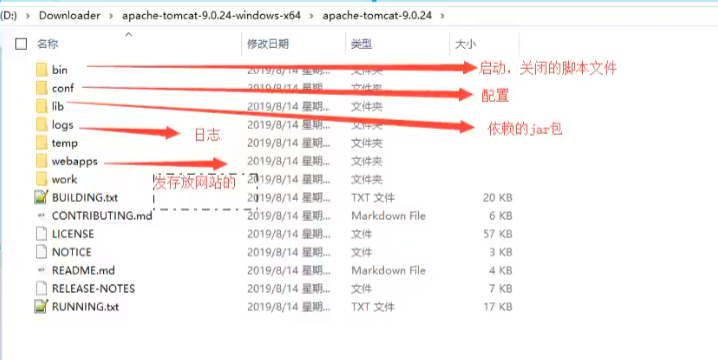 (D:) › Downloader › apache-tomcat-9.0.24-windows-x64 › apache-tomcat-9.0.24 ›
名称 修改日期 类型 大小
bin 2019/8/14 星期... 文件夹 启动，关闭的脚本文件
conf 2019/8/14 星期... 文件夹 配置
lib 2019/8/14 星期... 文件夹 依赖的jar包
logs 日志 2019/8/14 星期... 文件夹
temp 2019/8/14 星期... 文件夹
webapps 2019/8/14 星期... 文件夹
work 发存放网站的 2019/8/14 星期... 文件夹
BUILDING.txt 2019/8/14 星期... TXT 文件 20 KB
CONTRIBUTING.md 2019/8/14 星期... Markdown File 6 KB
LICENSE 2019/8/14 星期... 文件 57 KB
NOTICE 2019/8/14 星期... 文件 3 KB
README.md 2019/8/14 星期... Markdown File 4 KB
RELEASE-NOTES 2019/8/14 星期... 文件 7 KB
RUNNING.txt 2019/8/14 星期... TXT 文件 17 KB